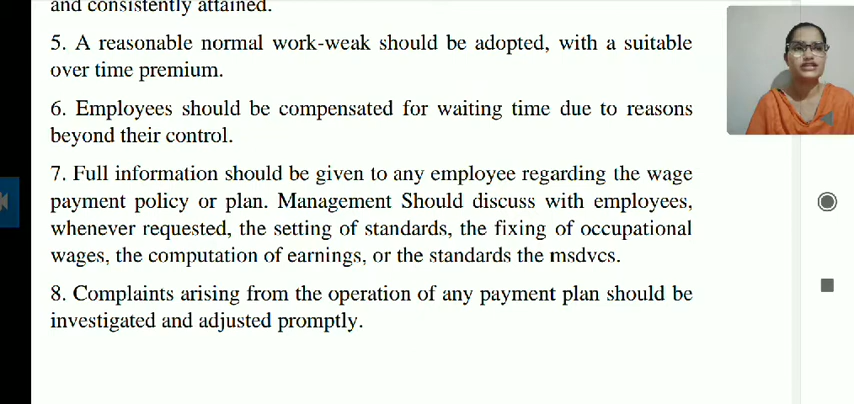 and consistently attained.
5. A reasonable normal work-weak should be adopted, with a suitable
over time premium.
6. Employees should be compensated for waiting time due to reasons
beyond their control.
7. Full information should be given to any employee regarding the wage
payment policy or plan. Management Should discuss with employees,
whenever requested, the setting of standards, the fixing of occupational
wages, the computation of earnings, or the standards the msdvcs.
8. Complaints arising from the operation of any payment plan should be
investigated and adjusted promptly.